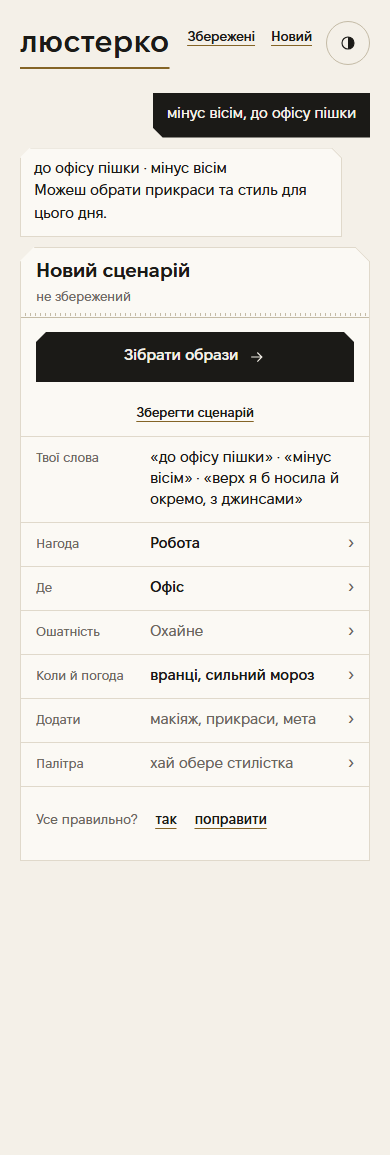 люстерко
Збережені
Новий
мінус вісім, до офісу пішки
до офісу пішки · мінус вісім
Можеш обрати прикраси та стиль для
цього дня.
Новий сценарій
не збережений
Зібрати образи →
Зберегти сценарій
Твої слова
«до офісу пішки» · «мінус
вісім» · «верх я б носила й
окремо, з джинсами»
Нагода
Робота
Де
Офіс
Ошатність
Охайне
Коли й погода
вранці, сильний мороз
Додати
макіяж, прикраси, мета
Палітра
хай обере стилістка
Усе правильно?
так
поправити